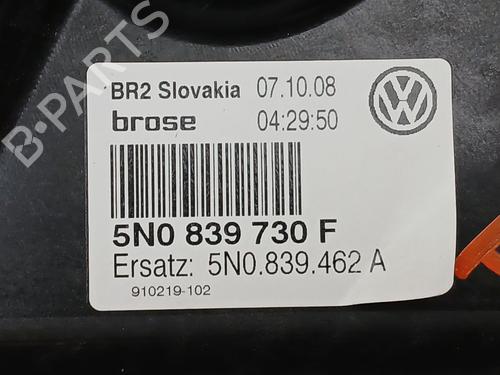 B-PARTS
BR2 Slovakia 07.10.08
brose 04:29:50
5N0 839 730 F
Ersatz: 5N0.839.462 A
910219-102